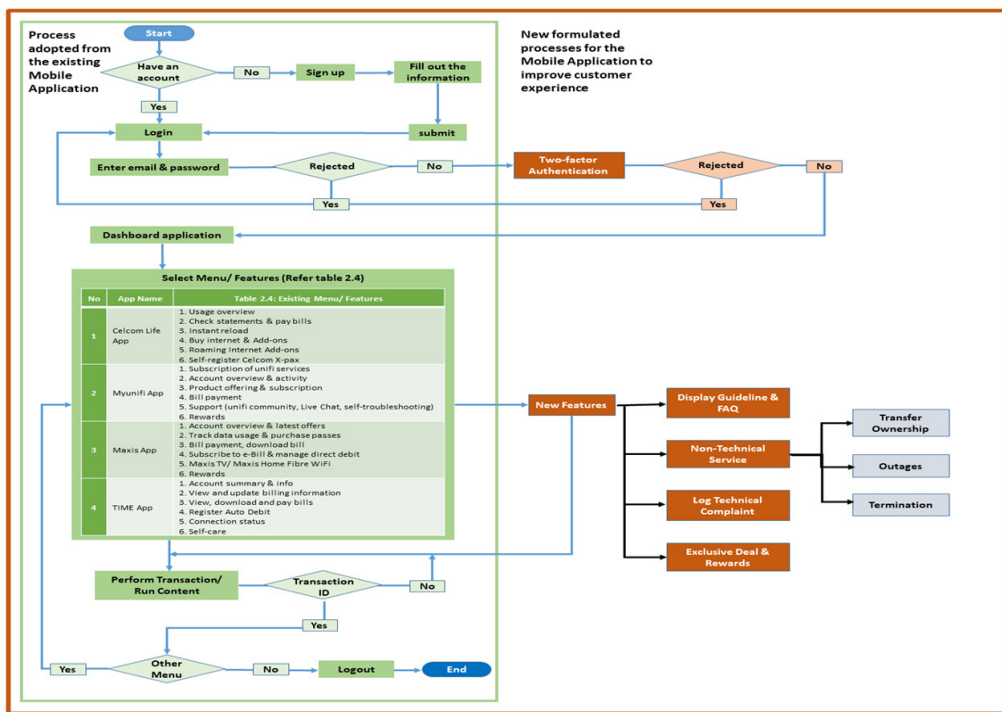 Process
adopted from
the existing
Mobile
Application
Start
New formulated
processes for the
Mobile Application to
improve customer
experience
Have an
account
No
Sign up
Fill out the
information
Yes
Login
submit
Enter email & password
Rejected
No
Two-factor
Authentication
Rejected
No
Yes
Yes
Dashboard application
Select Menu/ Features (Refer table 2.4)
No App Name Table 2.4: Existing Menu/ Features
1
Celcom Life
App
1. Usage overview
2. Check statements & pay bills
3. Instant reload
4. Buy internet & Add-ons
5. Roaming Internet Add-ons
6. Self-register Celcom X-pax
2
Myunifi App
1. Subscription of unifi services
2. Account overview & activity
3. Product offering & subscription
4. Bill payment
5. Support (unifi community, Live Chat, self-troubleshooting)
6. Rewards
3
Maxis App
1. Account overview & latest offers
2. Track data usage & purchase passes
3. Bill payment, download bill
4. Subscribe to e-Bill & manage direct debit
5. Maxis TV/ Maxis Home Fibre WiFi
6. Rewards
4
TIME App
1. Account summary & info
2. View and update billing information
3. View, download and pay bills
4. Register Auto Debit
5. Connection status
6. Self-care
New Features
Display Guideline &
FAQ
Non-Technical
Service
Log Technical
Complaint
Exclusive Deal &
Rewards
Transfer
Ownership
Outages
Termination
Perform Transaction/
Run Content
Transaction
ID
No
Yes
Yes
Other
Menu
No
Logout
End